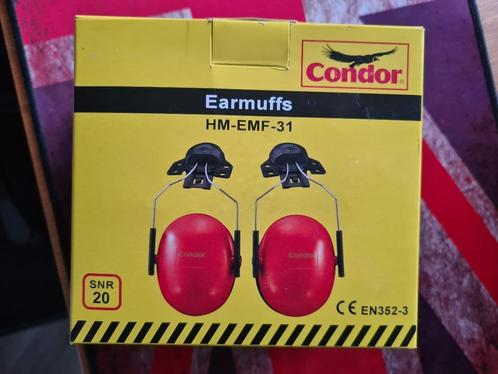 Condor
Earmuffs
HM-EMF-31
Condor
Condor
SNR
20
CE EN352-3